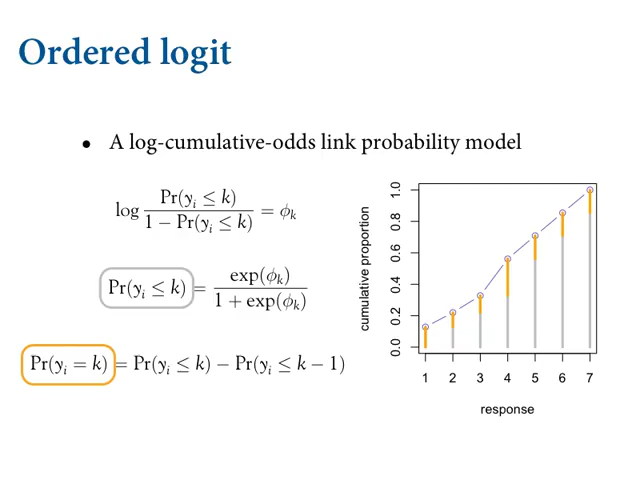 Ordered logit
• A log-cumulative-odds link probability model
log Pr(yᵢ ≤ k) / 1 − Pr(yᵢ ≤ k) = ϕₖ
Pr(yᵢ ≤ k) = exp(ϕₖ) / 1 + exp(ϕₖ)
Pr(yᵢ = k) = Pr(yᵢ ≤ k) − Pr(yᵢ ≤ k − 1)
cumulative proportion
1.0
0.8
0.6
0.4
0.2
0.0
1 2 3 4 5 6 7
response